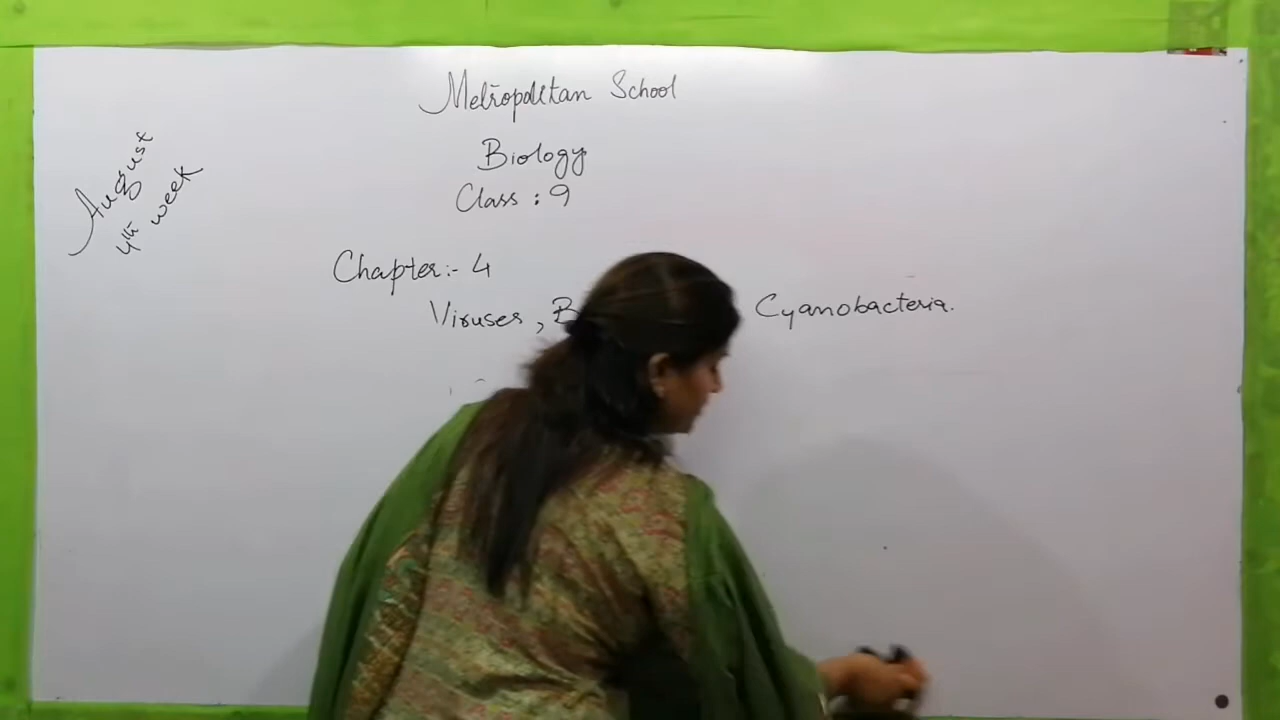 Metropolitan School
August
4th week
Biology
Class : 9
Chapter:- 4
Viruses, B
Cyanobacteria.